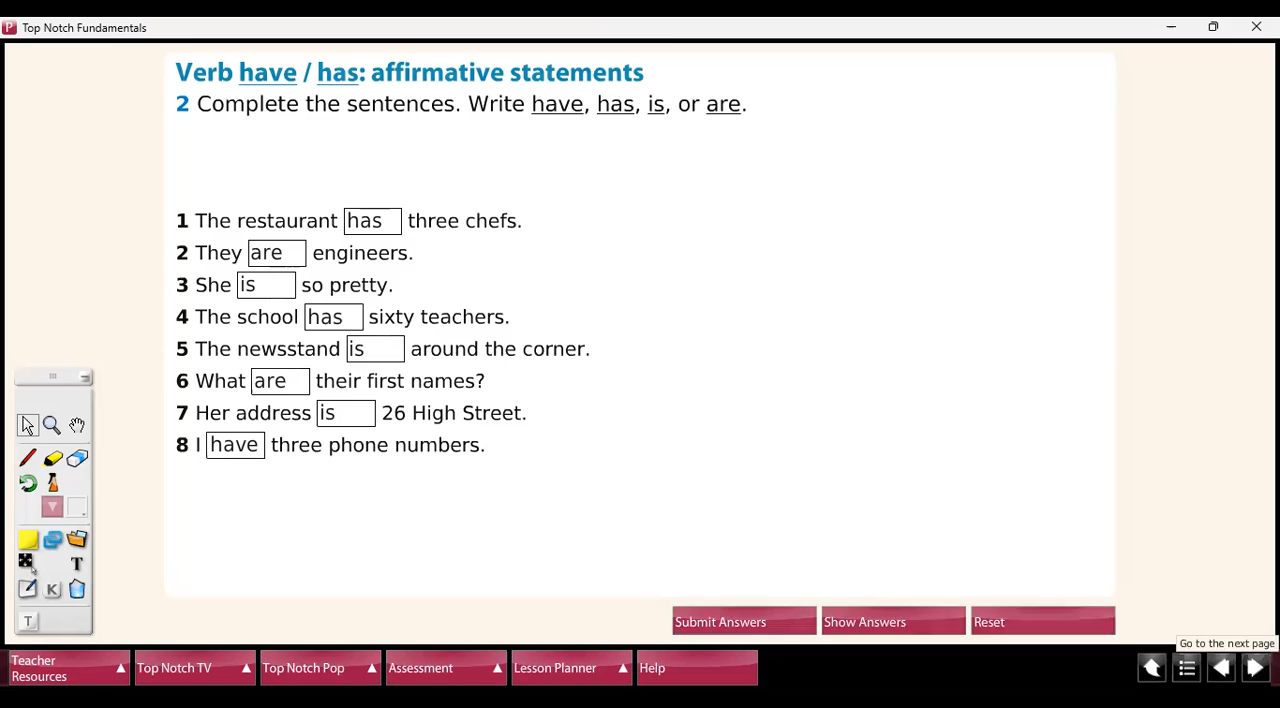 Top Notch Fundamentals
Verb have / has: affirmative statements
2 Complete the sentences. Write have, has, is, or are.
1 The restaurant has three chefs.
2 They are engineers.
3 She is so pretty.
4 The school has sixty teachers.
5 The newsstand is around the corner.
6 What are their first names?
7 Her address is 26 High Street.
8 I have three phone numbers.
T
K
T
Submit Answers Show Answers Reset
Go to the next page
Teacher Resources Top Notch TV Top Notch Pop Assessment Lesson Planner Help